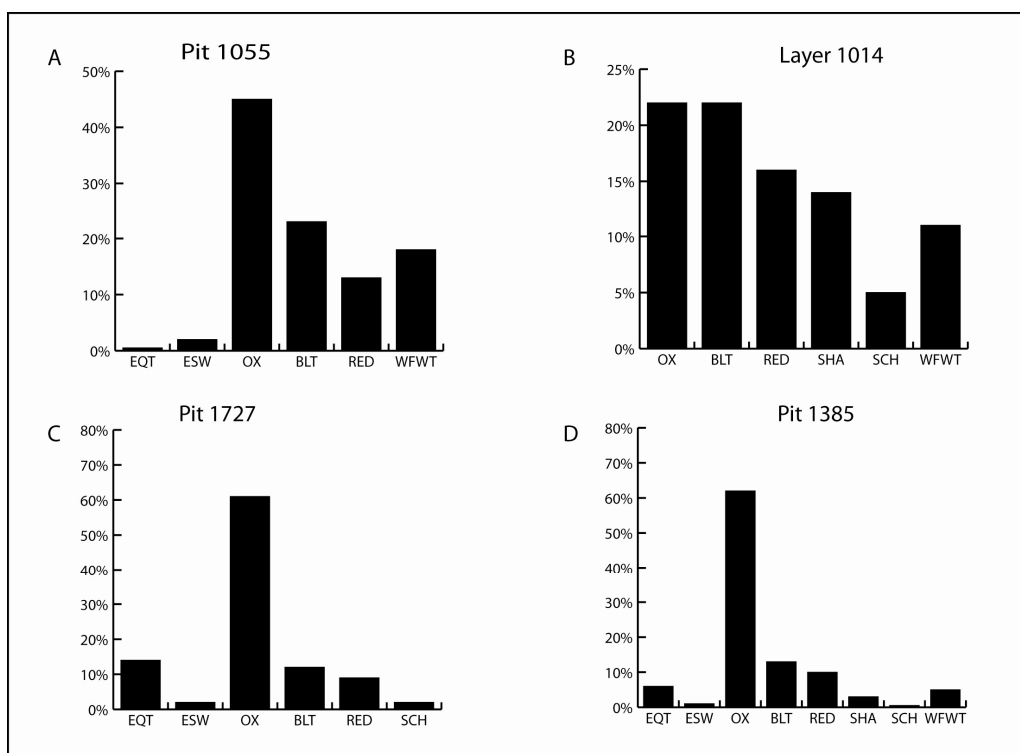 A
Pit 1055
50%
40%
30%
20%
10%
0%
EQT ESW OX BLT RED WFWT
B
Layer 1014
25%
20%
15%
10%
5%
0%
OX BLT RED SHA SCH WFWT
C
Pit 1727
80%
70%
60%
50%
40%
30%
20%
10%
0%
EQT ESW OX BLT RED SCH
D
Pit 1385
80%
70%
60%
50%
40%
30%
20%
10%
0%
EQT ESW OX BLT RED SHA SCH WFWT